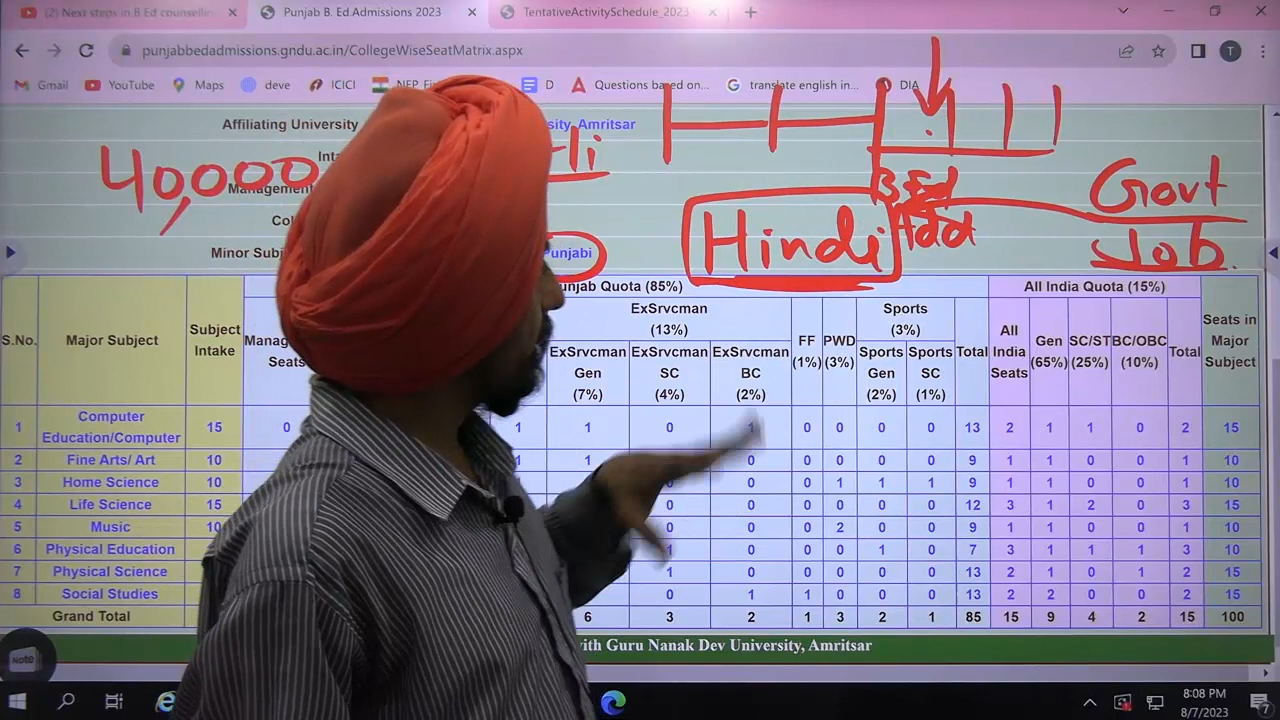 (2) Next steps in B.Ed counsellin
Punjab B. Ed.Admissions 2023
TentativeActivitySchedule_2023
punjabbedadmissions.gndu.ac.in/CollegeWiseSeatMatrix.aspx
T
Gmail YouTube Maps deve ICICI D Questions based on... translate english in... DIA
Affiliating University sity, Amritsar
40,000
Management
Minor Subj Punjabi
B.Ed
Add
Hindi
Govt
Job
S.No. Major Subject Subject Intake Seats
unjab Quota (85%) All India Quota (15%)
ExSrvcman (13%) FF (1%) PWD (3%) Sports (3%) Total All India Seats Gen (65%) SC/ST (25%) BC/OBC (10%) Total Seats in Major Subject
ExSrvcman Gen (7%) ExSrvcman SC (4%) ExSrvcman BC (2%) Sports Gen (2%) Sports SC (1%)
1 Computer Education/Computer 15 0 1 1 0 1 0 0 0 0 13 2 1 1 0 2 15
2 Fine Arts/ Art 10 1 1 0 0 0 0 0 9 1 1 0 0 1 10
3 Home Science 10 0 0 0 1 1 1 9 1 1 0 0 1 10
4 Life Science 15 0 0 0 0 0 0 12 3 1 2 0 3 15
5 Music 10 0 0 0 2 0 0 9 1 1 0 0 1 10
6 Physical Education 1 0 0 0 1 0 7 3 1 1 1 3 10
7 Physical Science 1 0 0 0 0 0 13 2 1 0 1 2 15
8 Social Studies 0 1 1 0 0 0 13 2 2 0 0 2 15
Grand Total 6 3 2 1 3 2 1 85 15 9 4 2 15 100
with Guru Nanak Dev University, Amritsar
Note
8:08 PM
8/7/2023
7